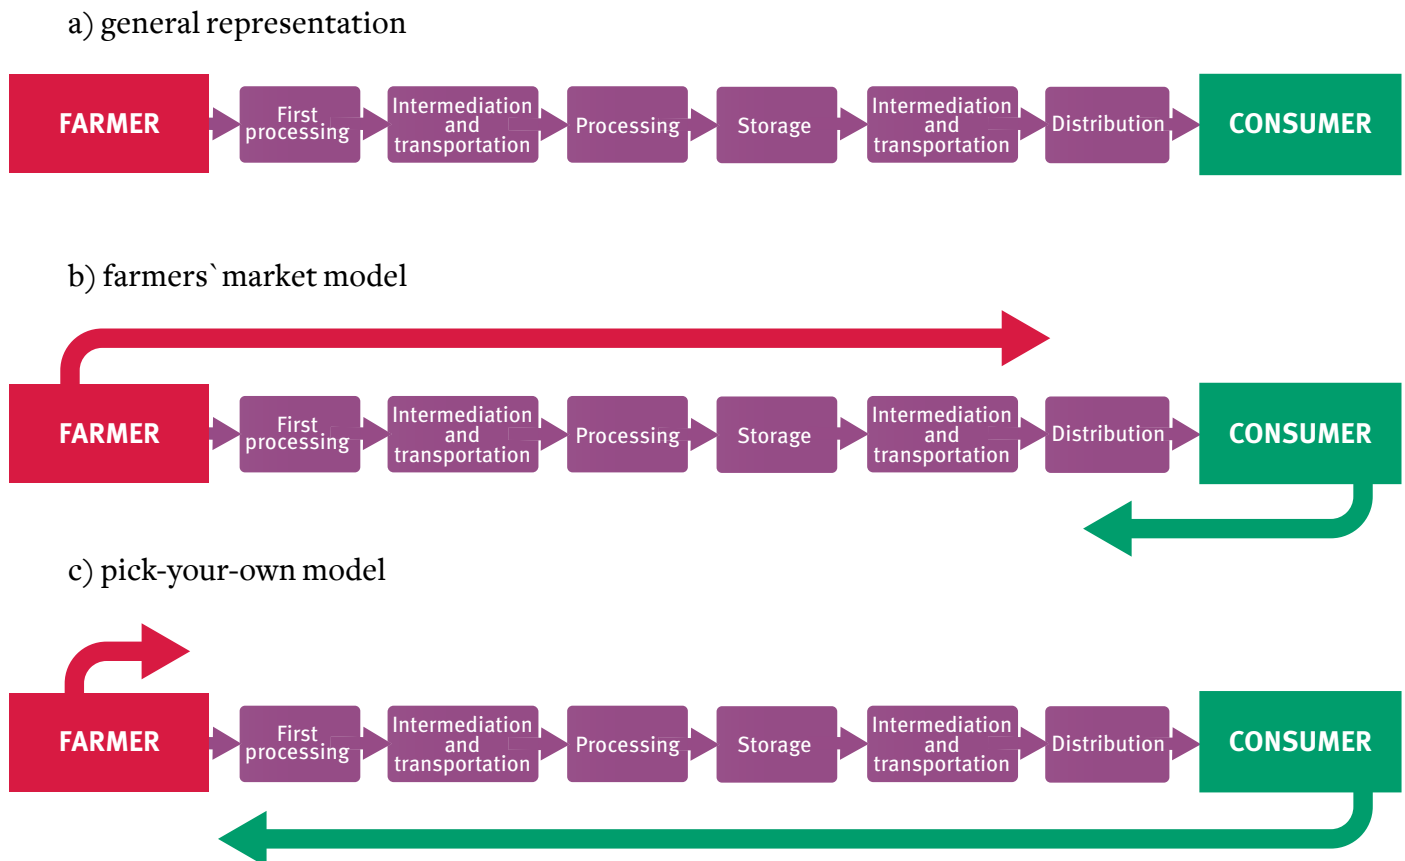 a) general representation
FARMER
First
processing
Intermediation
and
transportation
Processing
Storage
Intermediation
and
transportation
Distribution
CONSUMER
b) farmers`market model
FARMER
First
processing
Intermediation
and
transportation
Processing
Storage
Intermediation
and
transportation
Distribution
CONSUMER
c) pick-your-own model
FARMER
First
processing
Intermediation
and
transportation
Processing
Storage
Intermediation
and
transportation
Distribution
CONSUMER